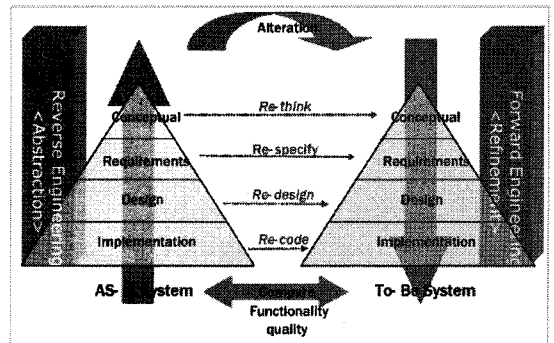 Alteration
Reverse Engineering
<Abstraction>
Conceptual
Requirements
Design
Implementation
Re-think
Re-specify
Re-design
Re-code
Conceptual
Requirements
Design
Implementation
Forward Engineering
<Refinement>
AS- System
Compare
To- Be System
Functionality
quality